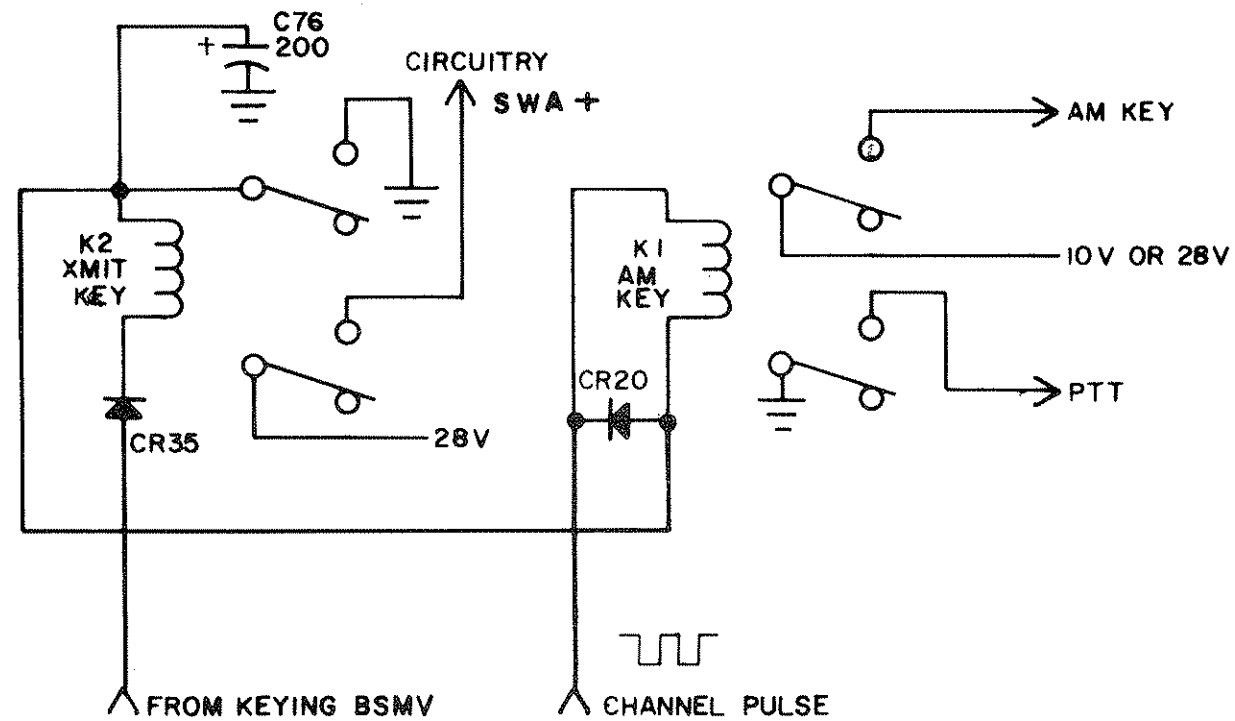 C76
+ 200
CIRCUITRY
SWA +
AM KEY
K2
XMIT
KEY
K1
AM
KEY
10V OR 28V
CR20
PTT
CR35
28V
FROM KEYING BSMV
CHANNEL PULSE